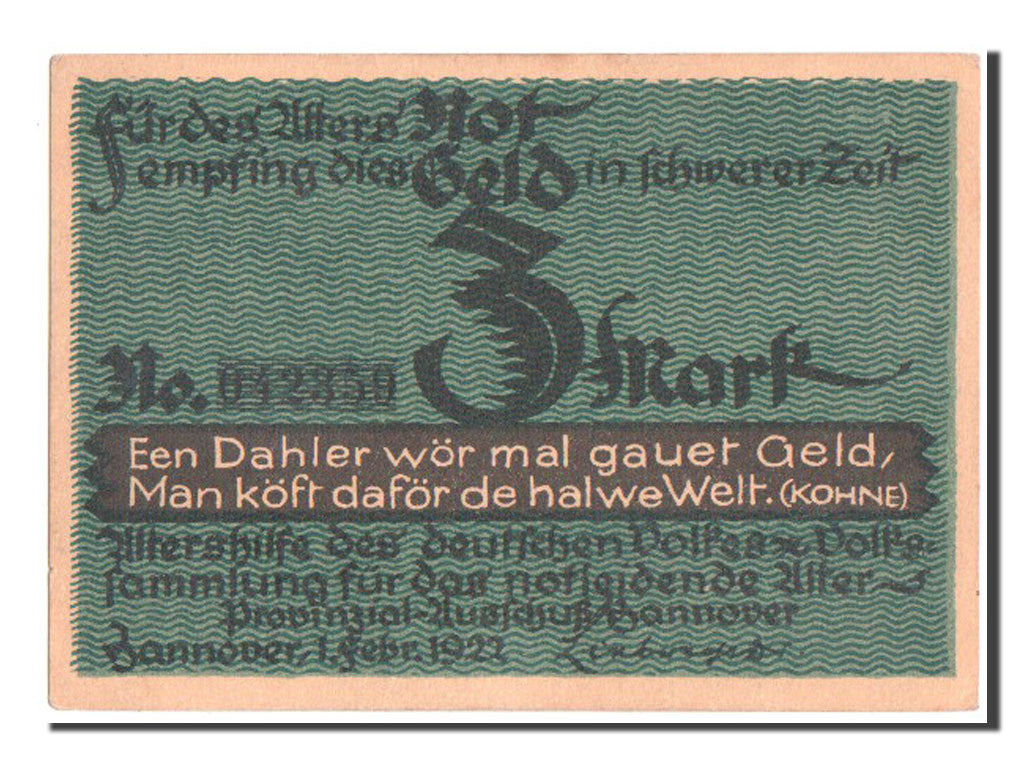 Für des Alters Not
empfing dies Geld in schwerer Zeit
3 Mark
No. 042350
Een Dahler wör mal gauet Geld,
Man köft daför de halwe Welt. (KOHNE)
Altershilfe des deutschen Volkes Volks-
sammlung für das notleidende Alter
Provinzial-Ausschuß Hannover
Hannover, 1. Febr. 1922